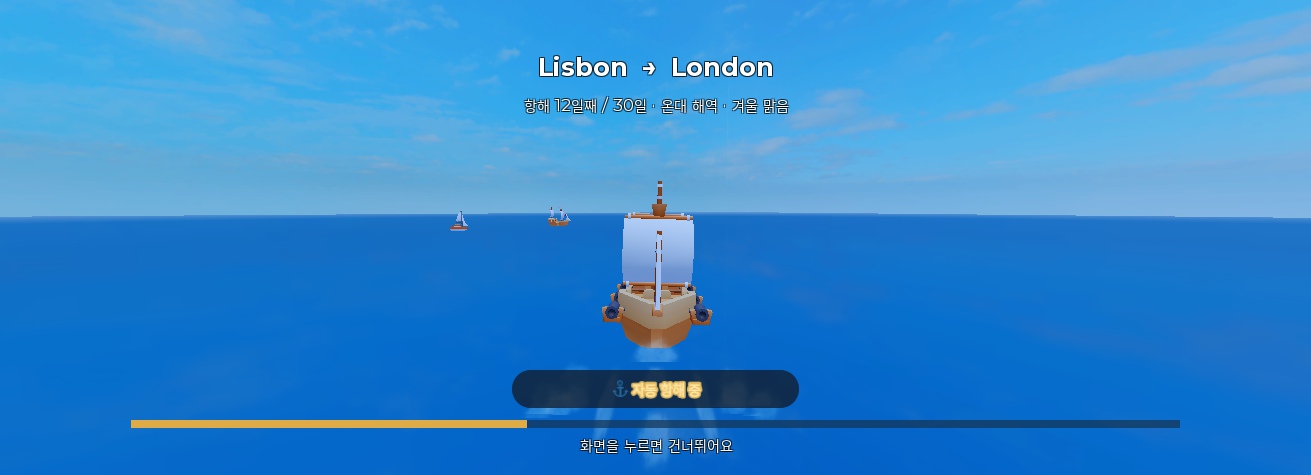 Lisbon → London
항해 12일째 / 30일 · 온대 해역 · 겨울 맑음
⚓ 자동 항해 중
화면을 누르면 건너뛰어요